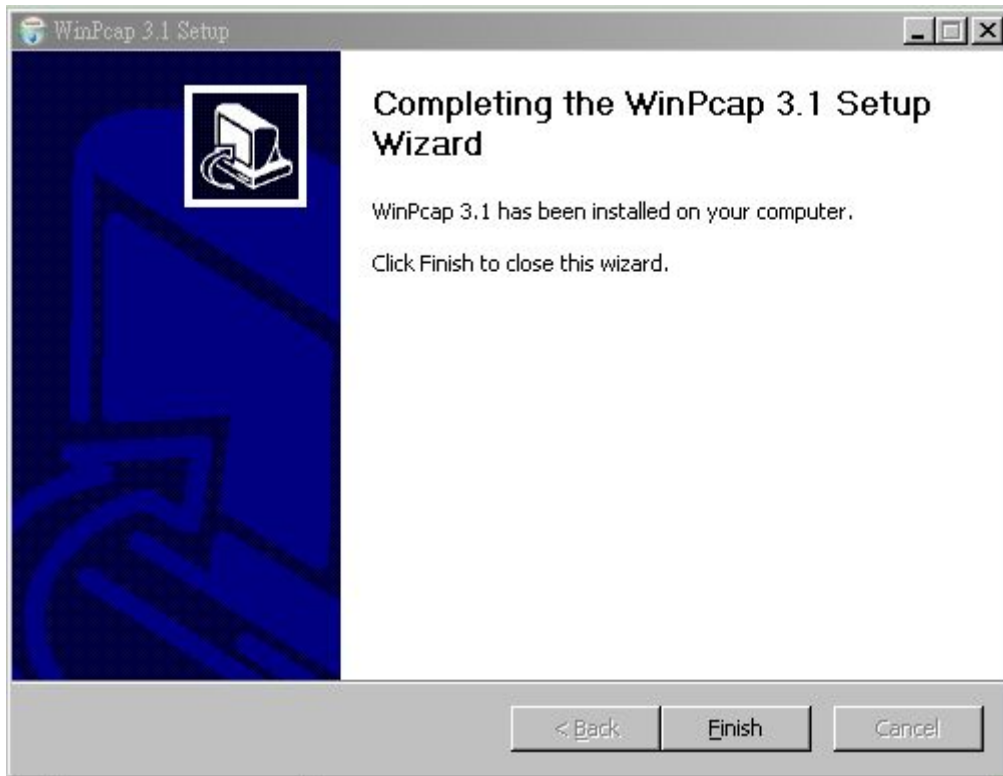 WinPcap 3.1 Setup
Completing the WinPcap 3.1 Setup
Wizard
WinPcap 3.1 has been installed on your computer.
Click Finish to close this wizard.
< Back
Finish
Cancel